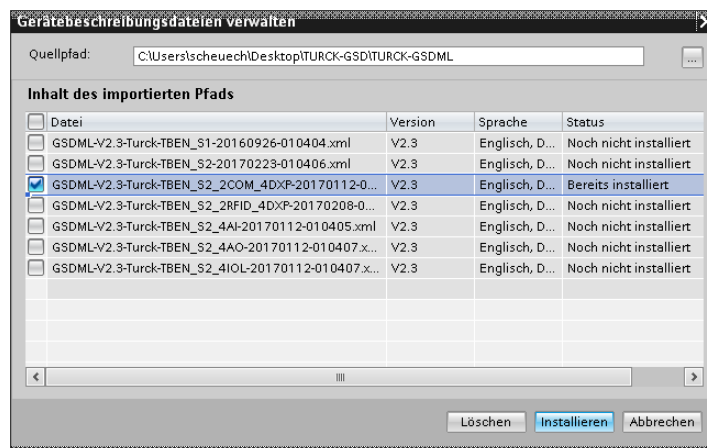 Gerätebeschreibungsdateien verwalten
Quellpfad: C:\Users\scheuech\Desktop\TURCK-GSD\TURCK-GSDML ...
Inhalt des importierten Pfads
Datei Version Sprache Status
GSDML-V2.3-Turck-TBEN_S1-20160926-010404.xml V2.3 Englisch, D... Noch nicht installiert
GSDML-V2.3-Turck-TBEN_S2-20170223-010406.xml V2.3 Englisch, D... Noch nicht installiert
GSDML-V2.3-Turck-TBEN_S2_2COM_4DXP-20170112-0... V2.3 Englisch, D... Bereits installiert
GSDML-V2.3-Turck-TBEN_S2_2RFID_4DXP-20170208-0... V2.3 Englisch, D... Noch nicht installiert
GSDML-V2.3-Turck-TBEN_S2_4AI-20170112-010405.xml V2.3 Englisch, D... Noch nicht installiert
GSDML-V2.3-Turck-TBEN_S2_4AO-20170112-010407.x... V2.3 Englisch, D... Noch nicht installiert
GSDML-V2.3-Turck-TBEN_S2_4IOL-20170112-010407.x... V2.3 Englisch, D... Noch nicht installiert
Löschen Installieren Abbrechen